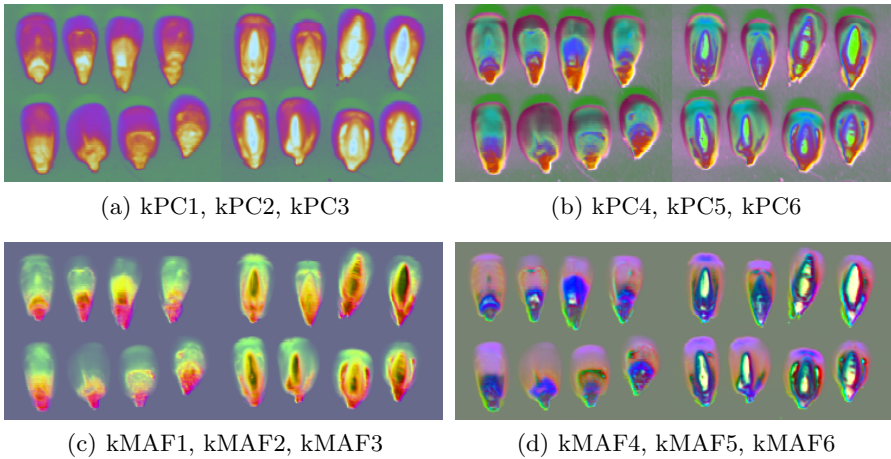 (a) kPC1, kPC2, kPC3
(b) kPC4, kPC5, kPC6
(c) kMAF1, kMAF2, kMAF3
(d) kMAF4, kMAF5, kMAF6